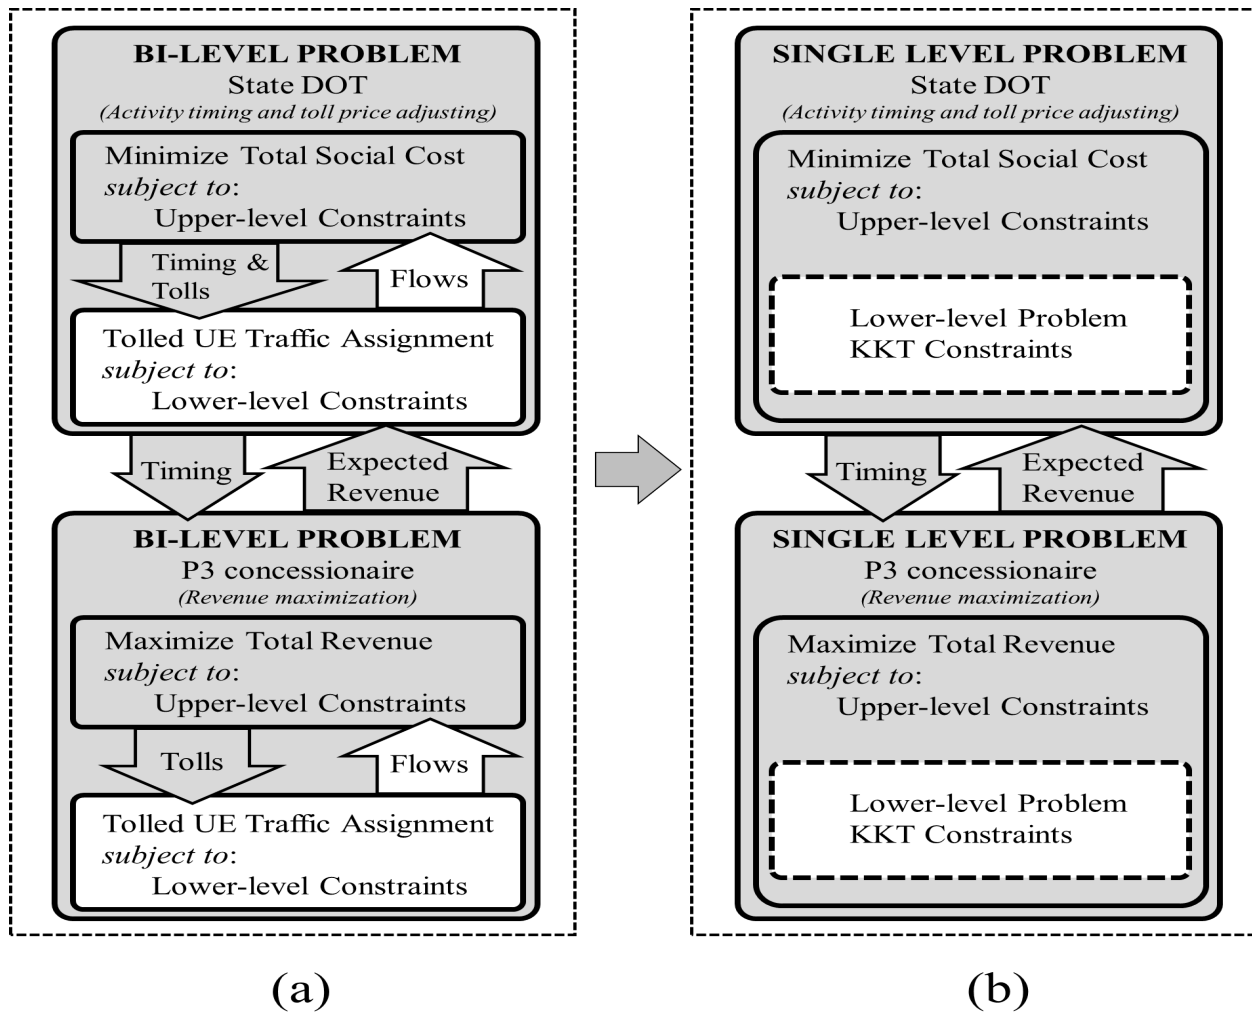 BI-LEVEL PROBLEM
State DOT
(Activity timing and toll price adjusting)
Minimize Total Social Cost
subject to:
Upper-level Constraints
Timing &
Tolls
Flows
Tolled UE Traffic Assignment
subject to:
Lower-level Constraints
Timing
Expected
Revenue
BI-LEVEL PROBLEM
P3 concessionaire
(Revenue maximization)
Maximize Total Revenue
subject to:
Upper-level Constraints
Tolls
Flows
Tolled UE Traffic Assignment
subject to:
Lower-level Constraints
(a)
SINGLE LEVEL PROBLEM
State DOT
(Activity timing and toll price adjusting)
Minimize Total Social Cost
subject to:
Upper-level Constraints
Lower-level Problem
KKT Constraints
Timing
Expected
Revenue
SINGLE LEVEL PROBLEM
P3 concessionaire
(Revenue maximization)
Maximize Total Revenue
subject to:
Upper-level Constraints
Lower-level Problem
KKT Constraints
(b)